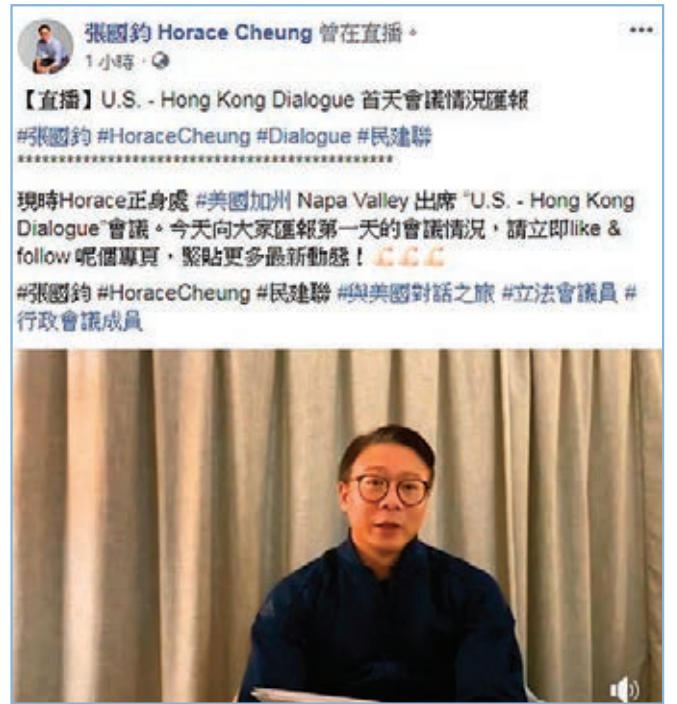 張國鈞 Horace Cheung 曾在直播。
1 小時 ·
【直播】U.S. - Hong Kong Dialogue 首天會議情況匯報
#張國鈞 #HoraceCheung #Dialogue #民建聯
**********************************************
現時Horace正身處 #美國加州 Napa Valley 出席 “U.S. - Hong Kong
Dialogue”會議。今天向大家匯報第一天的會議情況，請立即like &
follow 呢個專頁，緊貼更多最新動態！
#張國鈞 #HoraceCheung #民建聯 #與美國對話之旅 #立法會議員 #
行政會議成員